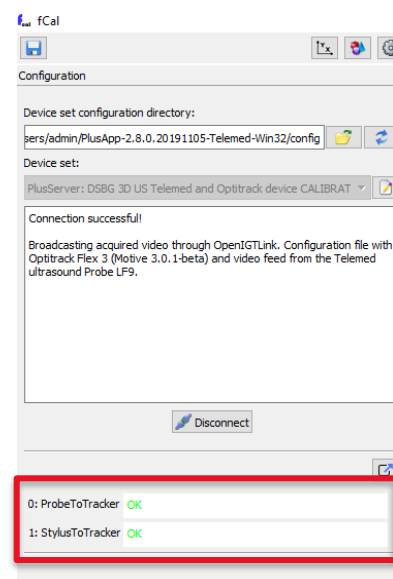 fCal
Configuration
Device set configuration directory:
sers/admin/PlusApp-2.8.0.20191105-Telemed-Win32/config
Device set:
PlusServer: DSBG 3D US Telemed and Optitrack device CALIBRAT
Connection successful!
Broadcasting acquired video through OpenIGTLink. Configuration file with
Optitrack Flex 3 (Motive 3.0.1-beta) and video feed from the Telemed
ultrasound Probe LF9.
Disconnect
0: ProbeToTracker OK
1: StylusToTracker OK